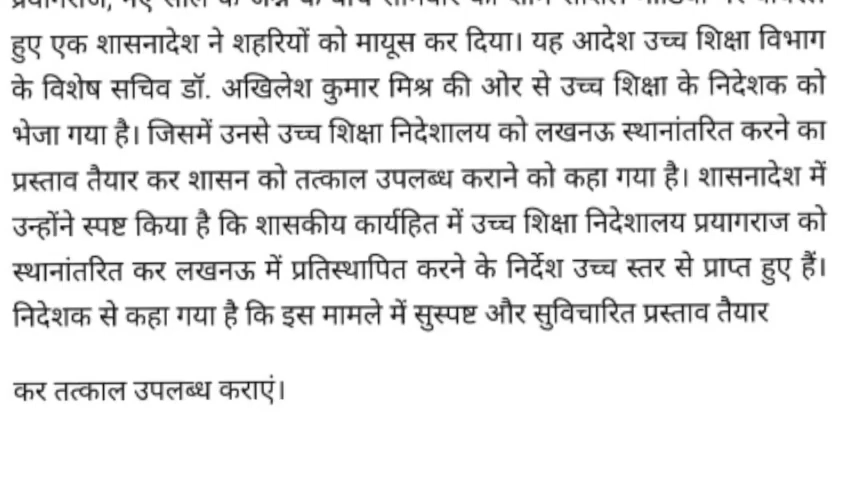 हुए एक शासनादेश ने शहरियों को मायूस कर दिया। यह आदेश उच्च शिक्षा विभाग
के विशेष सचिव डॉ. अखिलेश कुमार मिश्र की ओर से उच्च शिक्षा के निदेशक को
भेजा गया है। जिसमें उनसे उच्च शिक्षा निदेशालय को लखनऊ स्थानांतरित करने का
प्रस्ताव तैयार कर शासन को तत्काल उपलब्ध कराने को कहा गया है। शासनादेश में
उन्होंने स्पष्ट किया है कि शासकीय कार्यहित में उच्च शिक्षा निदेशालय प्रयागराज को
स्थानांतरित कर लखनऊ में प्रतिस्थापित करने के निर्देश उच्च स्तर से प्राप्त हुए हैं।
निदेशक से कहा गया है कि इस मामले में सुस्पष्ट और सुविचारित प्रस्ताव तैयार
कर तत्काल उपलब्ध कराएं।